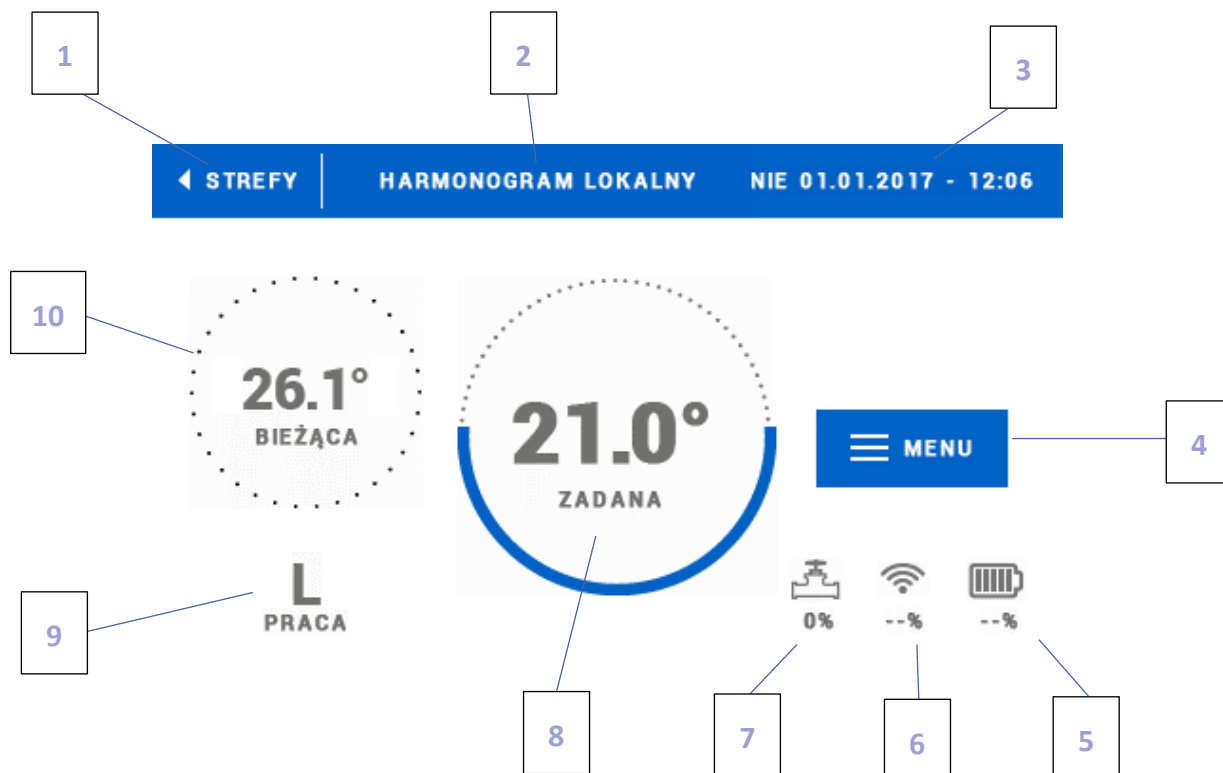 1
2
3
STREFY
HARMONOGRAM LOKALNY
NIE 01.01.2017 - 12:06
10
26.1°
BIEŻĄCA
21.0°
ZADANA
MENU
4
L
PRACA
9
0%
--%
--%
8
7
6
5